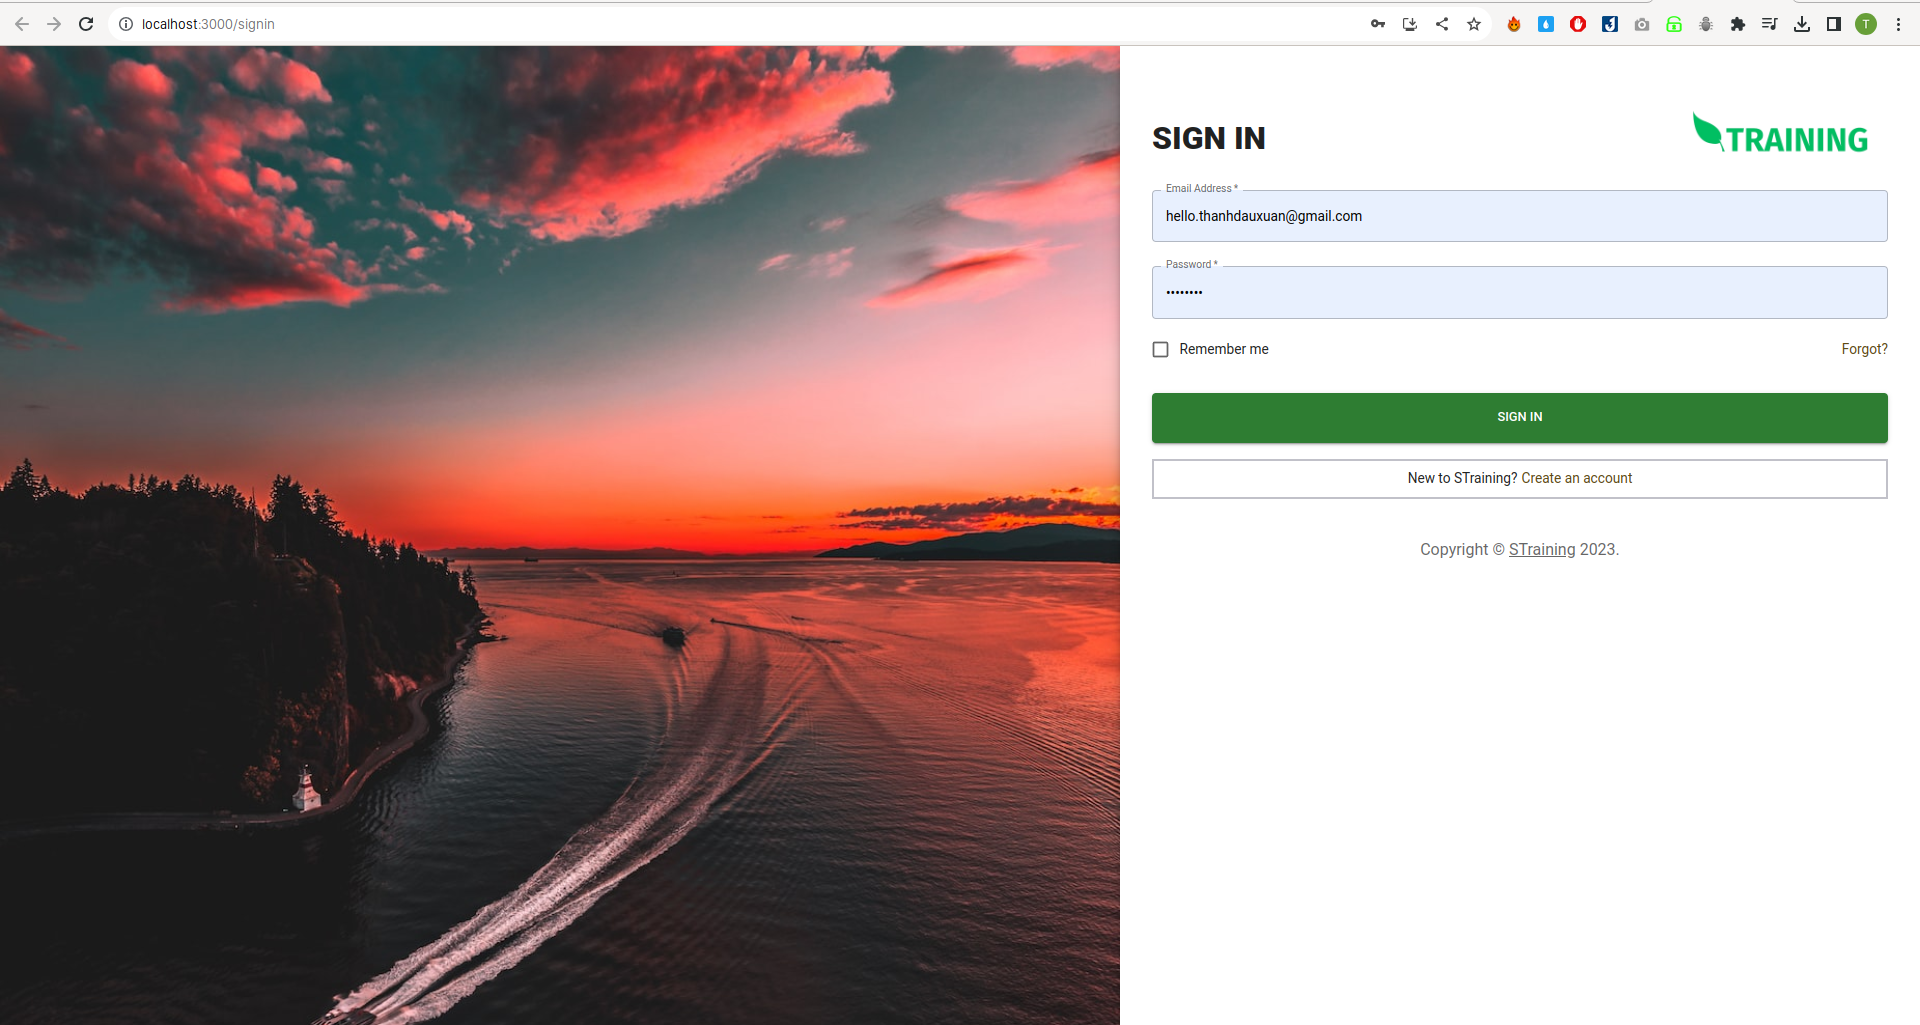 localhost:3000/signin
T
SIGN IN
TRAINING
Email Address *
hello.thanhdauxuan@gmail.com
Password *
••••••••
Remember me
Forgot?
SIGN IN
New to STraining? Create an account
Copyright © STraining 2023.